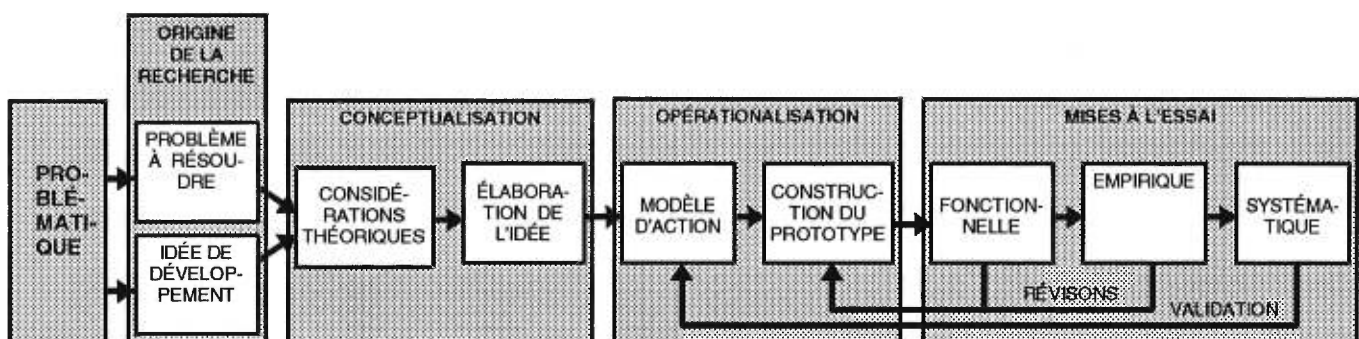 PRO-
BLÉ-
MATI-
QUE
ORIGINE
DE LA
RECHERCHE
PROBLÈME
À RÉSOU-
DRE
IDÉE DE
DÉVELOP-
PEMENT
CONCEPTUALISATION
CONSIDÉ-
RATIONS
THÉORIQUES
ÉLABORA-
TION DE
L'IDÉE
OPÉRATIONALISATION
MODÈLE
D'ACTION
CONSTRUC-
TION DU
PROTOTYPE
MISES À L'ESSAI
FONCTION-
NELLE
EMPIRIQUE
SYSTÉMA-
TIQUE
RÉVISONS
VALIDATION